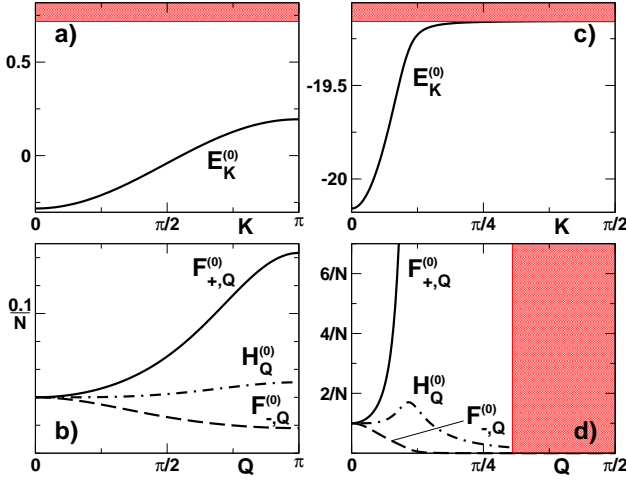 a)
0.5
0
E_K^(0)
0
π/2
K
π
c)
-19.5
-20
E_K^(0)
0
π/4
K
π/2
b)
0.1
N
F_+,Q^(0)
H_Q^(0)
F_-,Q^(0)
0
π/2
Q
π
d)
6/N
4/N
2/N
F_+,Q^(0)
H_Q^(0)
F_-,Q^(0)
0
π/4
Q
π/2